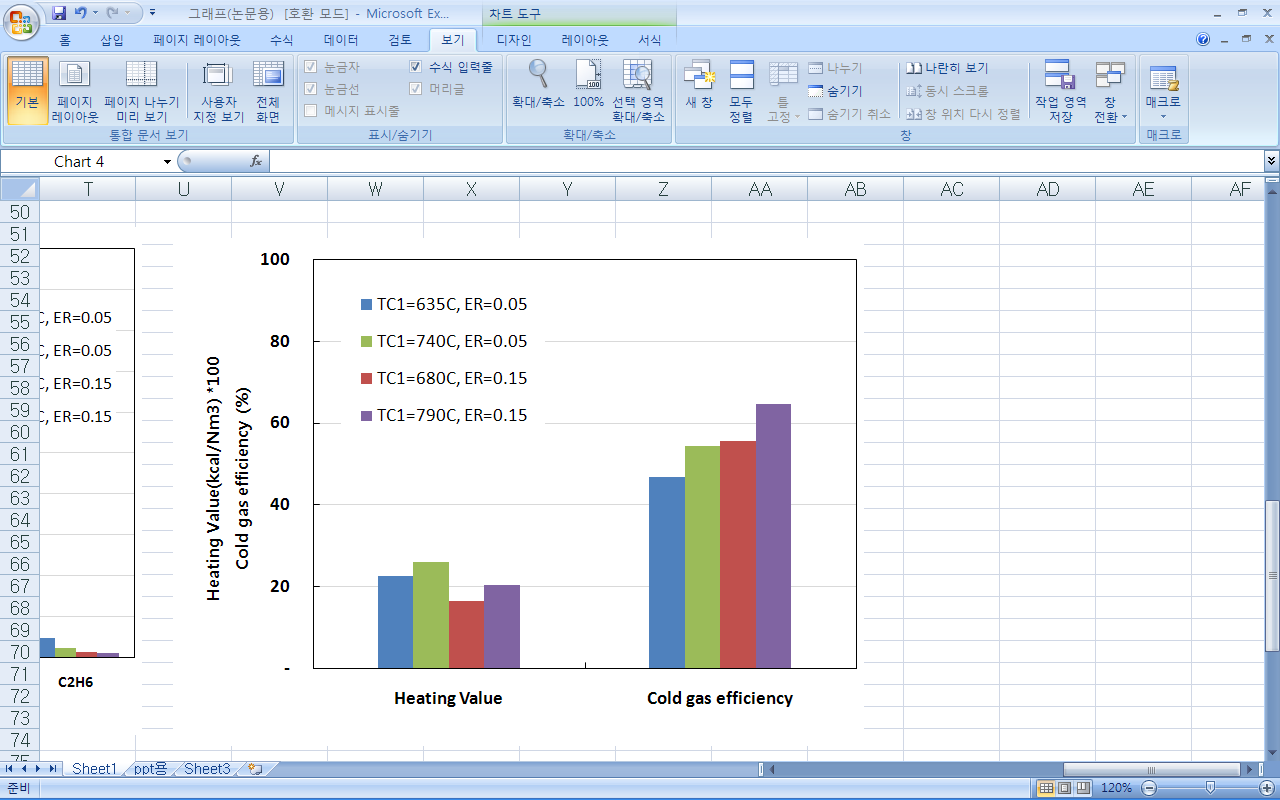 그래프(논문용) [호환 모드] - Microsoft Ex...
차트 도구
홈 삽입 페이지 레이아웃 수식 데이터 검토 보기 디자인 레이아웃 서식
기본
페이지 레이아웃
페이지 나누기 미리 보기
사용자 지정 보기
전체 화면
통합 문서 보기
눈금자
수식 입력줄
눈금선
머리글
메시지 표시줄
표시/숨기기
확대/축소
100%
선택 영역 확대/축소
확대/축소
새 창
모두 정렬
틀 고정
나누기
숨기기
숨기기 취소
나란히 보기
동시 스크롤
창 위치 다시 정렬
작업 영역 저장
창 전환
창
매크로
매크로
Chart 4
fx
T U V W X Y Z AA AB AC AD AE AF
50
51
52
53
54
55
56
57
58
59
60
61
62
63
64
65
66
67
68
69
70
71
72
73
74
75
C, ER=0.05
C, ER=0.05
C, ER=0.15
C, ER=0.15
C2H6
Heating Value(kcal/Nm3) *100
Cold gas efficiency (%)
100
80
60
40
20
-
TC1=635C, ER=0.05
TC1=740C, ER=0.05
TC1=680C, ER=0.15
TC1=790C, ER=0.15
Heating Value
Cold gas efficiency
Sheet1 ppt용 Sheet3
준비
120%